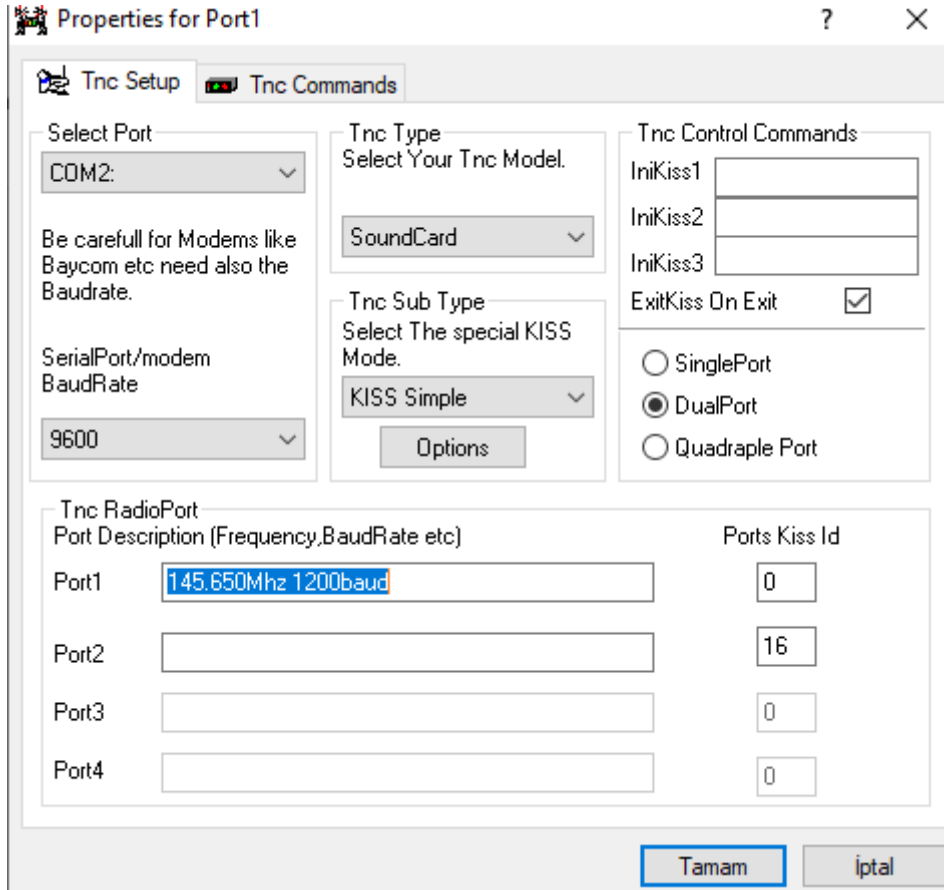 Properties for Port1
?
Tnc Setup
Tnc Commands
Select Port
COM2:
Be carefull for Modems like
Baycom etc need also the
Baudrate.
SerialPort/modem
BaudRate
9600
Tnc Type
Select Your Tnc Model.
SoundCard
Tnc Sub Type
Select The special KISS
Mode.
KISS Simple
Options
Tnc Control Commands
IniKiss1
IniKiss2
IniKiss3
ExitKiss On Exit
SinglePort
DualPort
Quadraple Port
Tnc RadioPort
Port Description (Frequency,BaudRate etc)
Ports Kiss Id
Port1 145.650Mhz 1200baud 0
Port2 16
Port3 0
Port4 0
Tamam
İptal